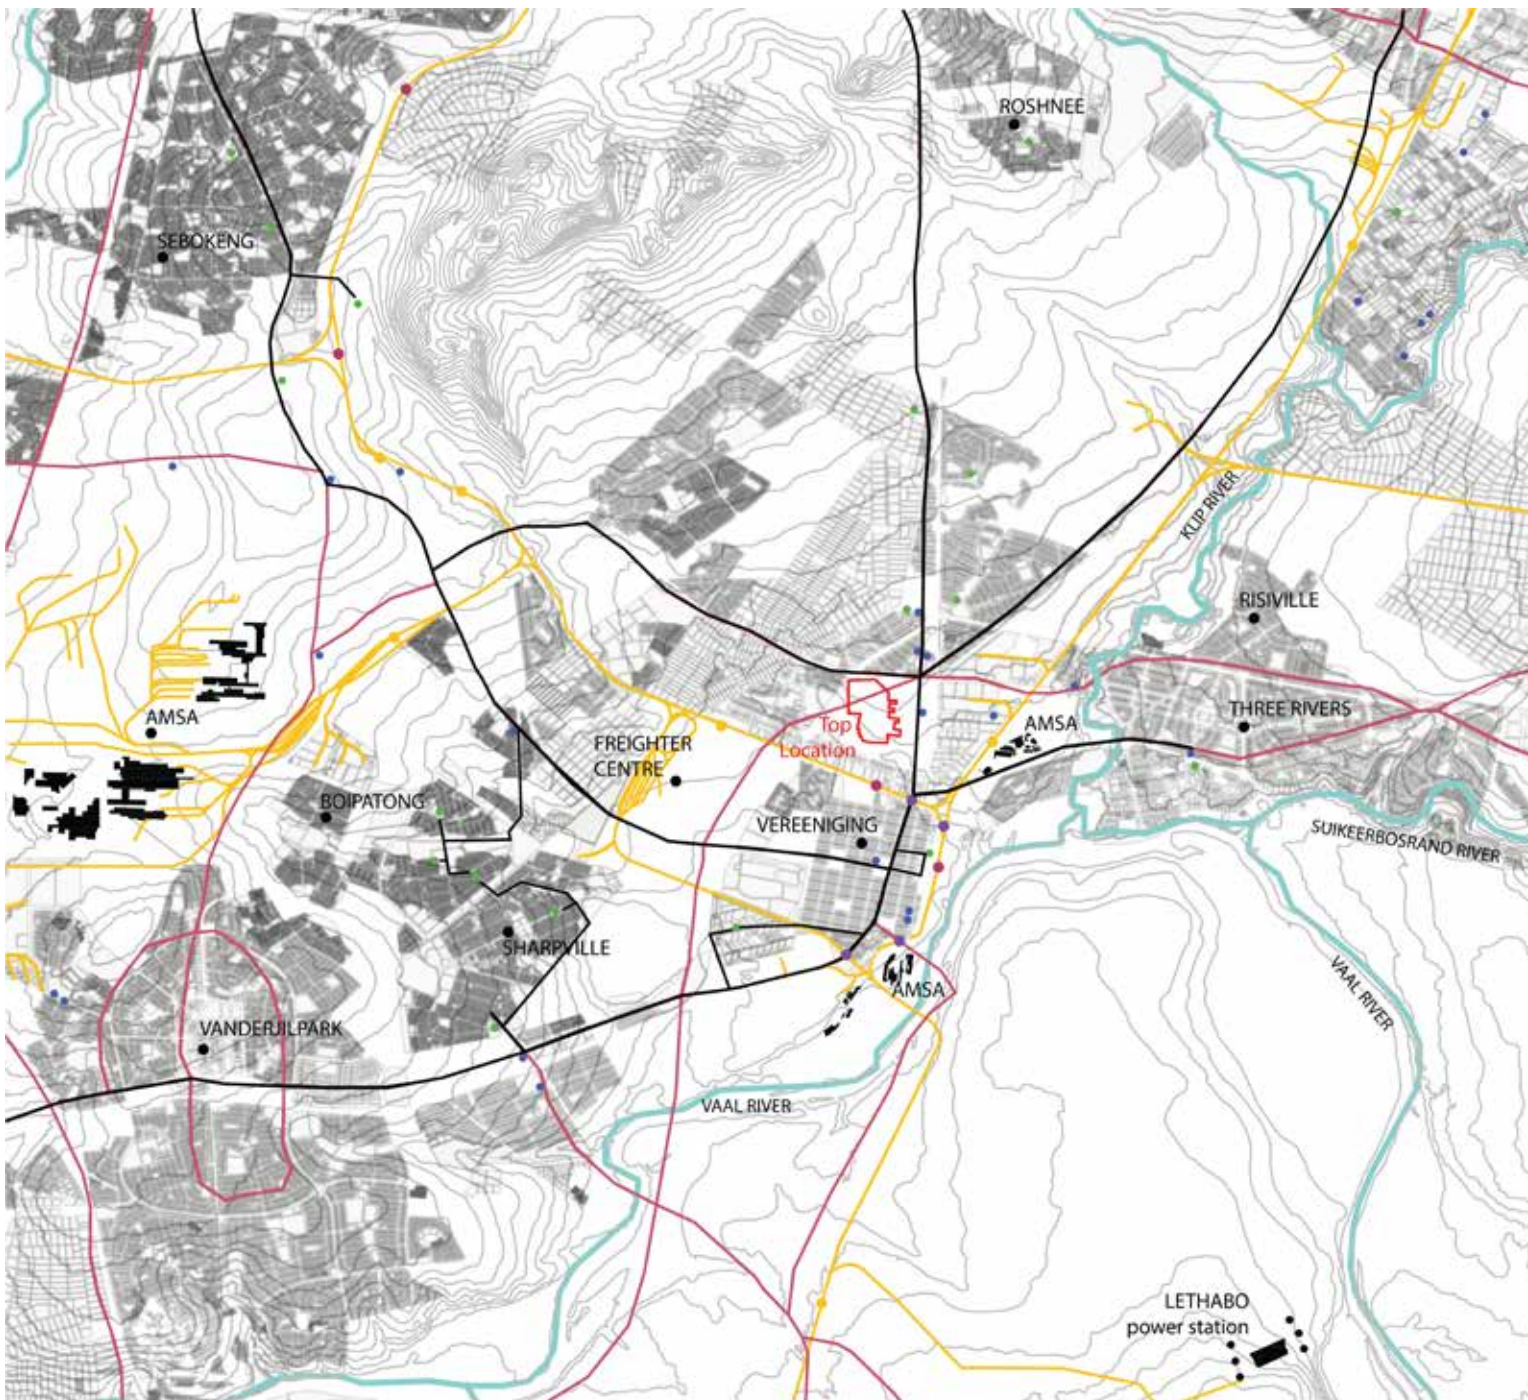 ROSHNEE
SEBOKENG
KLIP RIVER
RISIVILLE
AMSA
Top
Location
THREE RIVERS
AMSA
FREIGHTER
CENTRE
BOIPATONG
VEREENIGING
SUIKEERBOSRAND RIVER
SHARPVILLE
AMSA
VAAL RIVER
VANDERJILPARK
VAAL RIVER
LETHABO
power station